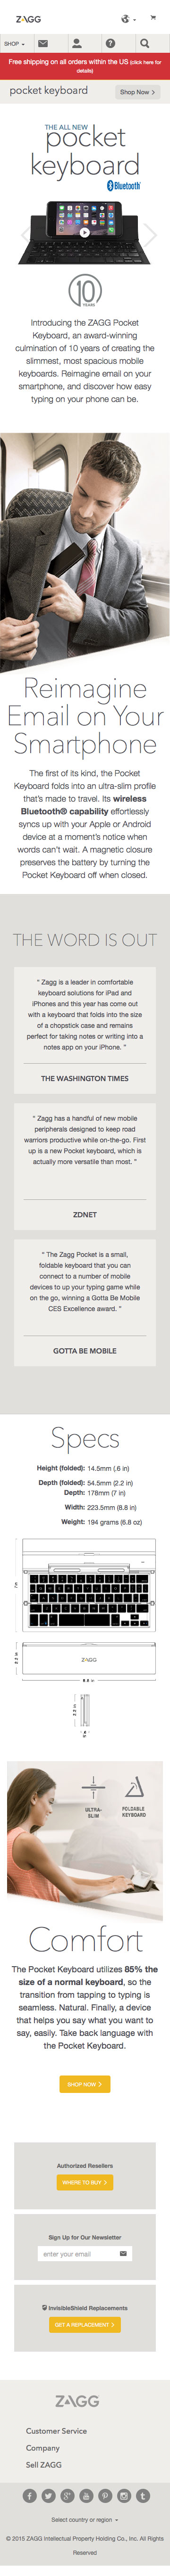 ZAGG
SHOP
Free shipping on all orders within the US (click here for
details)
pocket keyboard
Shop Now >
THE ALL NEW
pocket
keyboard
Bluetooth®
10
YEARS
Introducing the ZAGG Pocket
Keyboard, an award-winning
culmination of 10 years of creating the
slimmest, most spacious mobile
keyboards. Reimagine email on your
smartphone, and discover how easy
typing on your phone can be.
Reimagine
Email on Your
Smartphone
The first of its kind, the Pocket
Keyboard folds into an ultra-slim profile
that's made to travel. Its wireless
Bluetooth® capability effortlessly
syncs up with your Apple or Android
device at a moment's notice when
words can't wait. A magnetic closure
preserves the battery by turning the
Pocket Keyboard off when closed.
THE WORD IS OUT
" Zagg is a leader in comfortable
keyboard solutions for iPad and
iPhones and this year has come out
with a keyboard that folds into the size
of a chopstick case and remains
perfect for taking notes or writing into a
notes app on your iPhone. "
THE WASHINGTON TIMES
" Zagg has a handful of new mobile
peripherals designed to keep road
warriors productive while on-the-go. First
up is a new Pocket keyboard, which is
actually more versatile than most. "
ZDNET
" The Zagg Pocket is a small,
foldable keyboard that you can
connect to a number of mobile
devices to up your typing game while
on the go, winning a Gotta Be Mobile
CES Excellence award. "
GOTTA BE MOBILE
Specs
Height (folded): 14.5mm (.6 in)
Depth (folded): 54.5mm (2.2 in)
Depth: 178mm (7 in)
Width: 223.5mm (8.8 in)
Weight: 194 grams (6.8 oz)
ZAGG
2.2 in
8.8 in
2.2 in
ULTRA-
SLIM
FOLDABLE
KEYBOARD
Comfort
The Pocket Keyboard utilizes 85% the
size of a normal keyboard, so the
transition from tapping to typing is
seamless. Natural. Finally, a device
that helps you say what you want to
say, easily. Take back language with
the Pocket Keyboard.
SHOP NOW >
Authorized Resellers
WHERE TO BUY >
Sign Up for Our Newsletter
enter your email
InvisibleShield Replacements
GET A REPLACEMENT >
ZAGG
Customer Service
Company
Sell ZAGG
Select country or region
© 2015 ZAGG Intellectual Property Holding Co., Inc. All Rights
Reserved